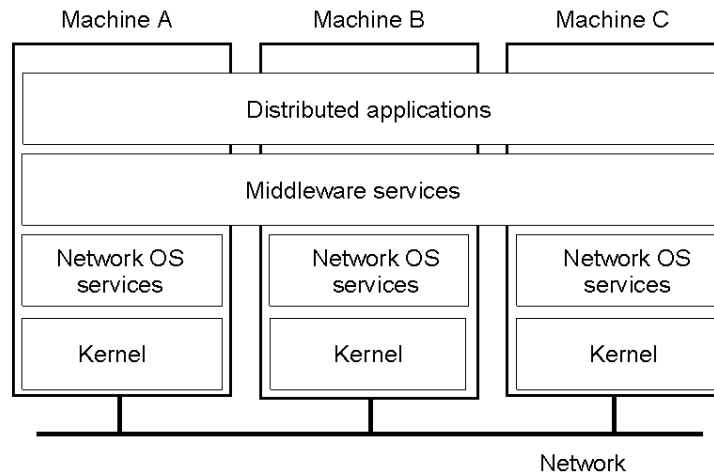 Machine A
Machine B
Machine C
Distributed applications
Middleware services
Network OS
services
Network OS
services
Network OS
services
Kernel
Kernel
Kernel
Network